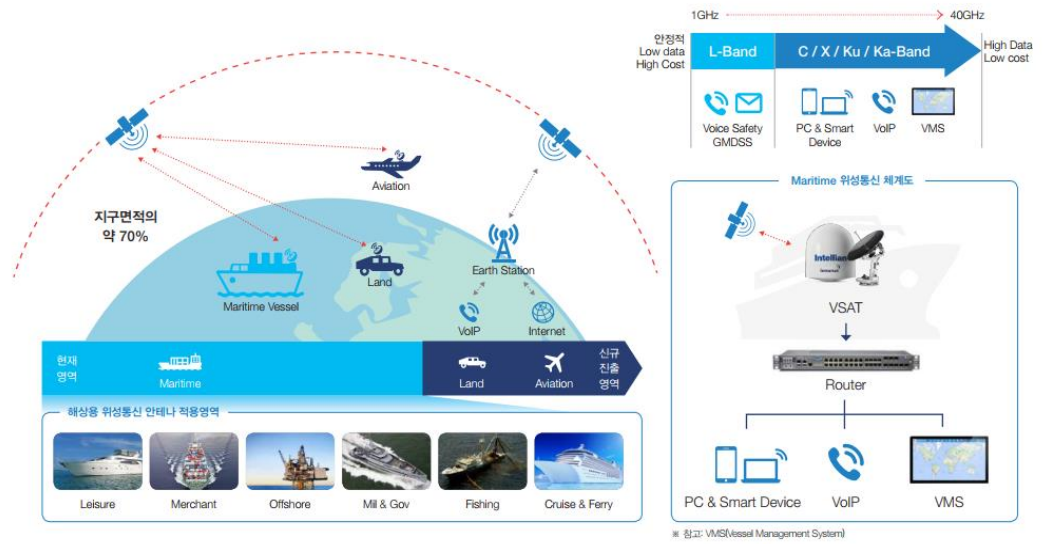 1GHz
40GHz
안정적
Low data
High Cost
L-Band
C / X / Ku / Ka-Band
High Data
Low cost
Voice Safety
GMDSS
PC & Smart
Device
VoIP
VMS
Aviation
지구면적의
약 70%
Maritime Vessel
Land
Earth Station
VoIP
Internet
현재
영역
Maritime
Land
Aviation
신규
진출
영역
해상용 위성통신 안테나 적용영역
Leisure
Merchant
Offshore
Mil & Gov
Fishing
Cruise & Ferry
Maritime 위성통신 체계도
Intellian
VSAT
Router
PC & Smart Device
VoIP
VMS
※ 참고: VMS(Vessel Management System)